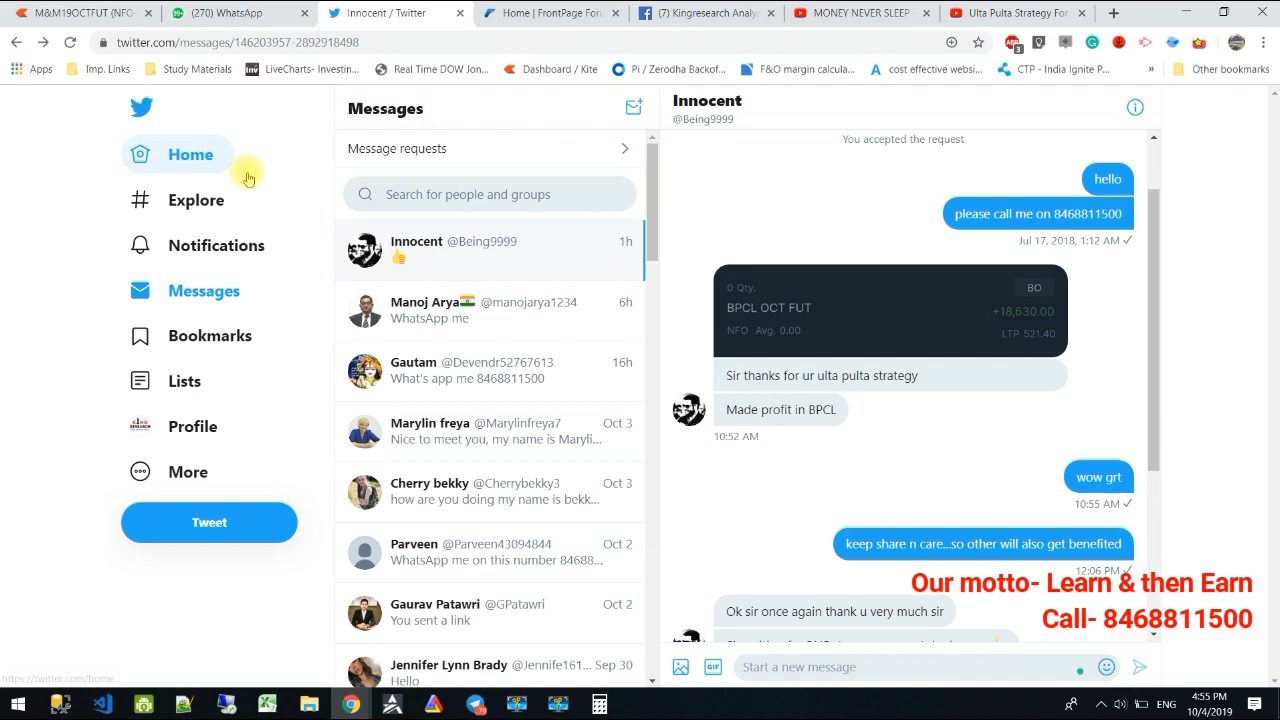 M&M19OCTFUT (NFO
(270) WhatsApp
Innocent / Twitter
Home | FrontPage Foru
(7) Kingresearch Analy
MONEY NEVER SLEEP -
Ulta Pulta Strategy For
twitter.com/messages/146203957-2892918498
Apps
Imp. Links
Study Materials
LiveCharts- Investin...
Real Time DOW Jon...
Dashboard / Kite
Pi / Zerodha Backof...
F&O margin calcula...
cost effective websi...
CTP - India Ignite P...
Other bookmarks
Home
Explore
Notifications
Messages
Bookmarks
Lists
Profile
More
Tweet
https://twitter.com/home
Messages
Message requests
Search for people and groups
Innocent @Being9999 1h
👍
Manoj Arya🇮🇳 @manojarya1234 6h
WhatsApp me
Gautam @Devendr52767613 16h
What's app me 8468811500
Marylin freya @Marylinfreya7 Oct 3
Nice to meet you, my name is Maryli...
Cherry bekky @Cherrybekky3 Oct 3
how are you doing my name is bekk...
Parveen @Parveen43094844 Oct 2
WhatsApp me on this number 84688...
Gaurav Patawri @GPatawri Oct 2
You sent a link
Jennifer Lynn Brady @Jennife161... Sep 30
Hello
Innocent
@Being9999
You accepted the request
hello
please call me on 8468811500
Jul 17, 2018, 1:12 AM ✓
0 Qty. BO
BPCL OCT FUT +18,630.00
NFO Avg. 0.00 LTP 521.40
Sir thanks for ur ulta pulta strategy
Made profit in BPCL
10:52 AM
wow grt
10:55 AM ✓
keep share n care...so other will also get benefited
12:06 PM ✓
Our motto- Learn & then Earn
Ok sir once again thank u very much sir
Call- 8468811500
GIF
Start a new message
ENG
4:55 PM
10/4/2019